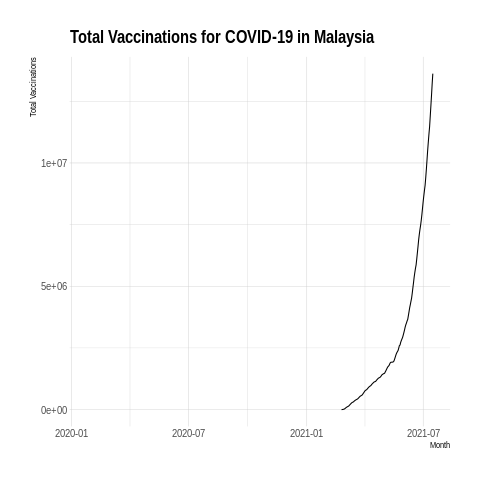 Total Vaccinations for COVID-19 in Malaysia
Total Vaccinations
1e+07
5e+06
0e+00
2020-01 2020-07 2021-01 2021-07
Month